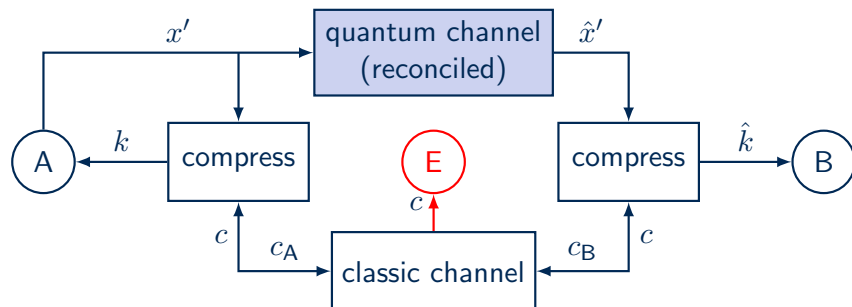 x′
quantum channel
(reconciled)
x̂′
A
k
compress
E
compress
k̂
B
c
c_A
c
classic channel
c_B
c